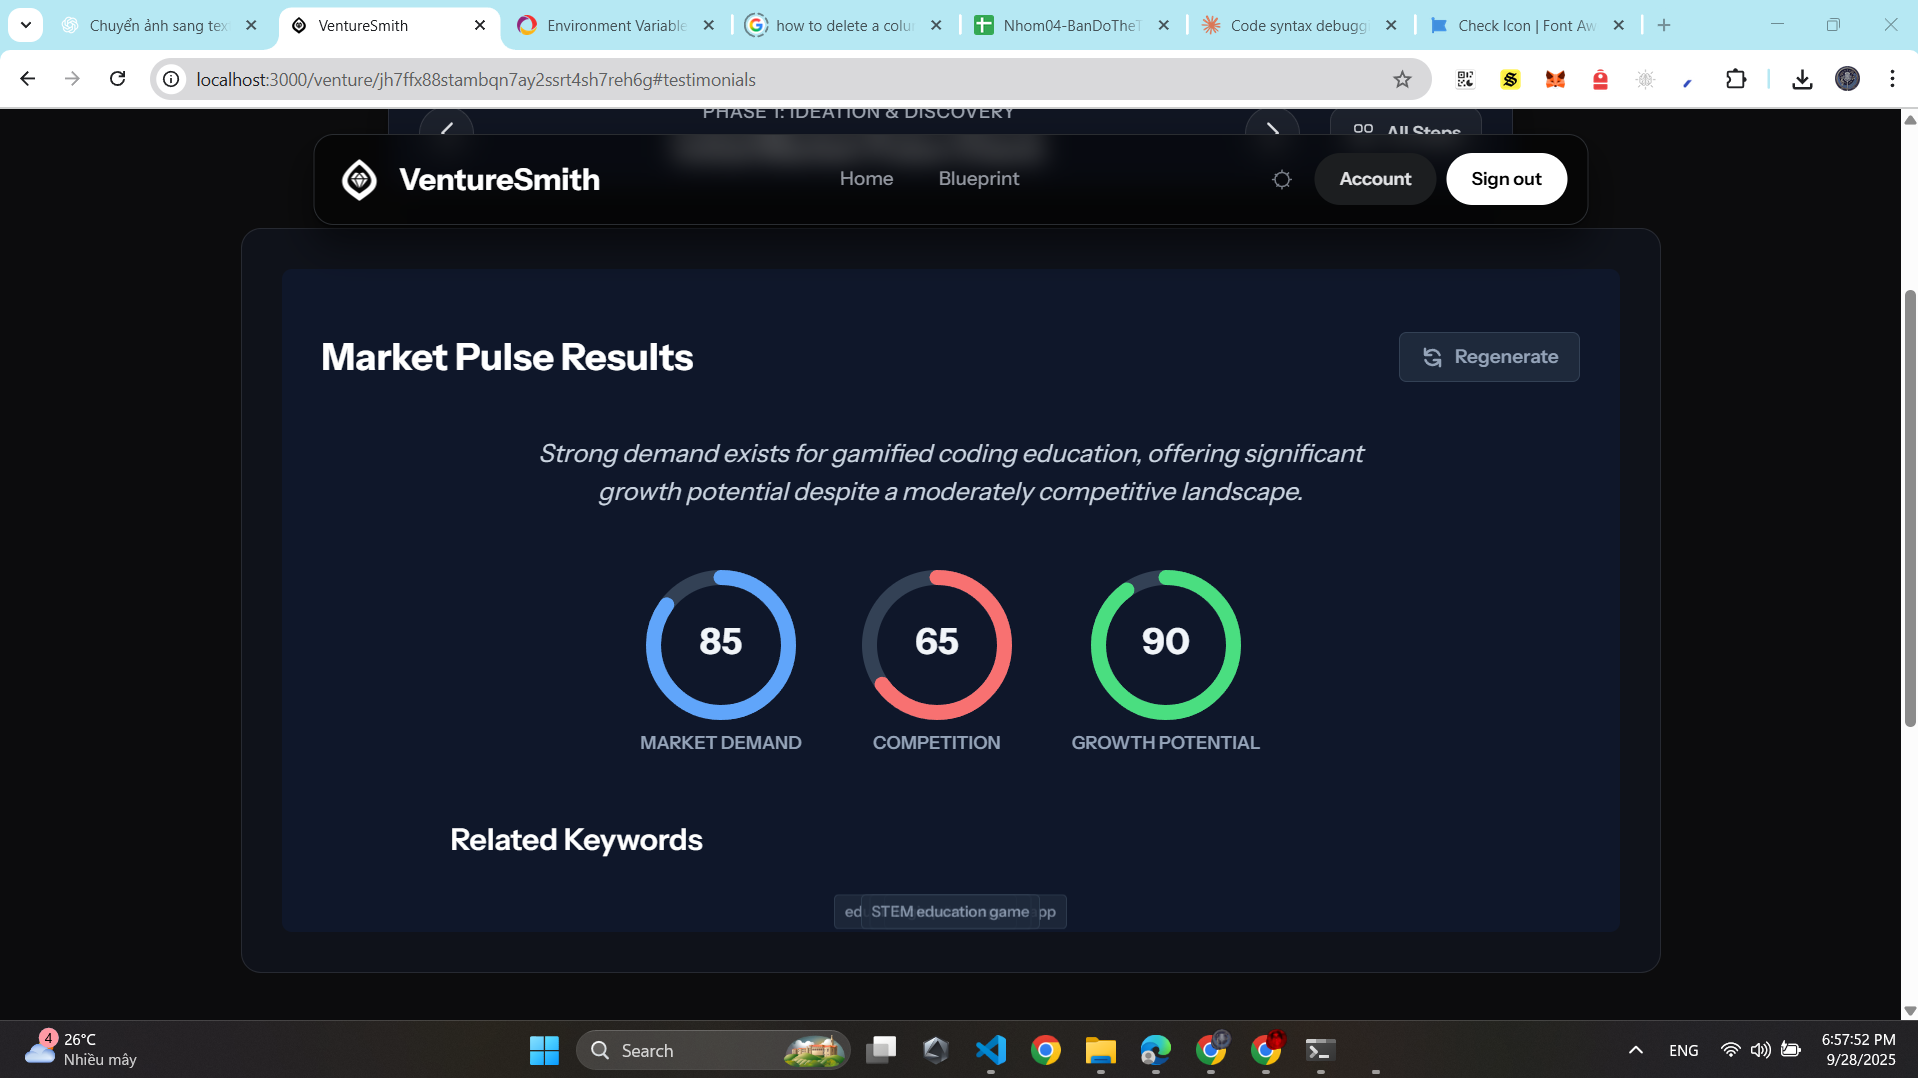 Chuyển ảnh sang tex
VentureSmith
Environment Variable
how to delete a colu
Nhom04-BanDoTheT
Code syntax debugg
Check Icon | Font Aw
localhost:3000/venture/jh7ffx88stambqn7ay2ssrt4sh7reh6g#testimonials
PHASE 1: IDEATION & DISCOVERY
All Steps
VentureSmith
Home
Blueprint
Account
Sign out
Market Pulse Results
Regenerate
Strong demand exists for gamified coding education, offering significant
growth potential despite a moderately competitive landscape.
85
65
90
MARKET DEMAND
COMPETITION
GROWTH POTENTIAL
Related Keywords
ed STEM education game pp
4
26°C
Nhiều mây
Search
ENG
6:57:52 PM
9/28/2025